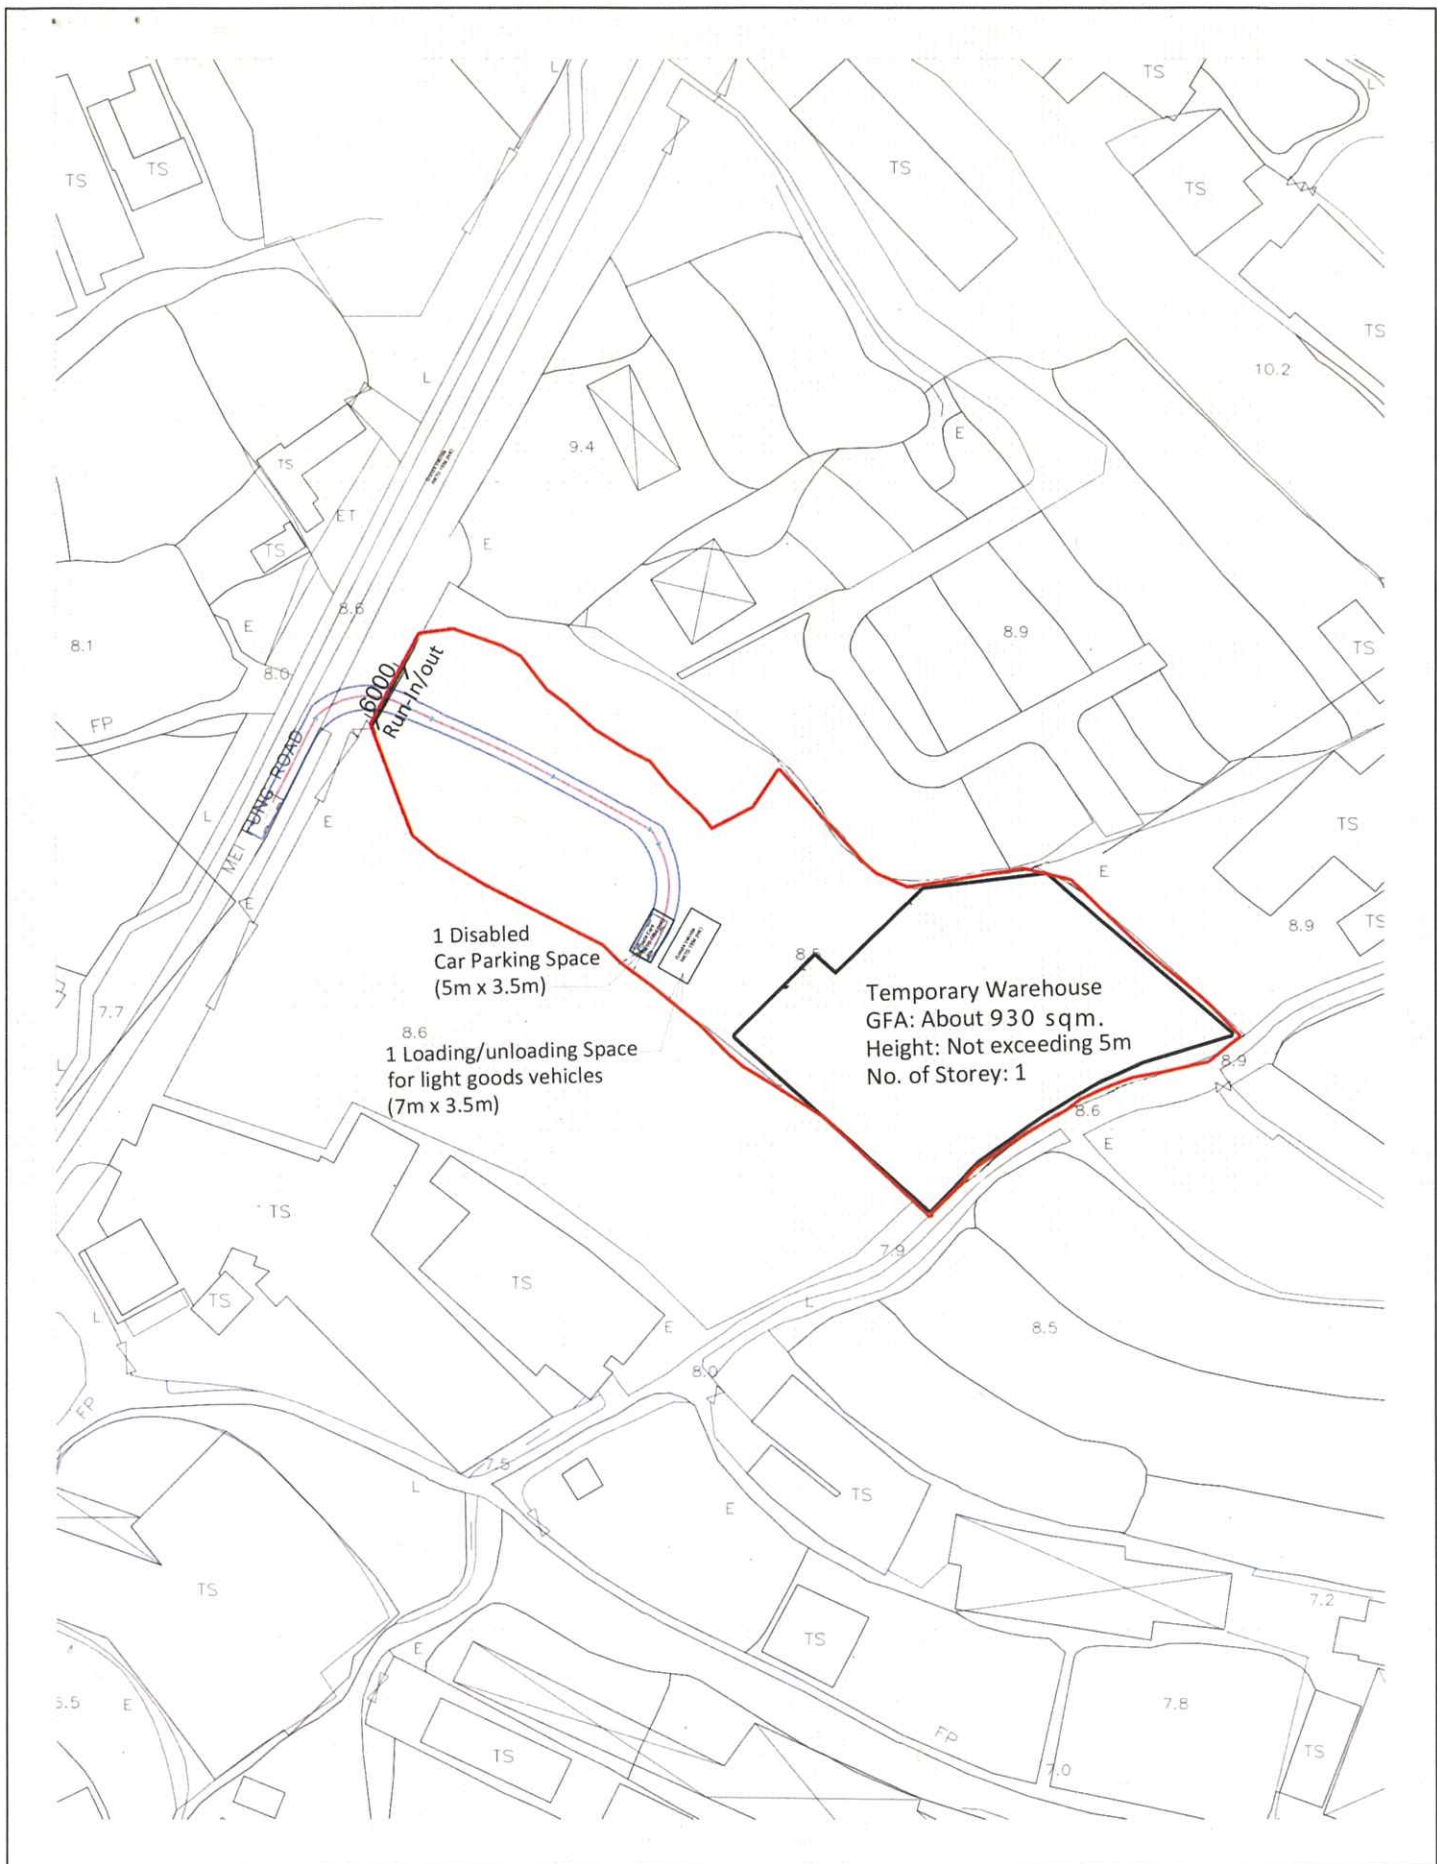 L
TS
TS
TS
TS
L
TS
TS
10.2
L
9.4
E
TS
ET
TS
E
8.6
E
8.1
8.0
8.9
TS
6000
Run-in/out
FP
MEI FUNG ROAD
L
E
E
TS
E
8.9
TS
1 Disabled
Car Parking Space
(5m x 3.5m)
8.5
Temporary Warehouse
GFA: About 930 sqm.
Height: Not exceeding 5m
No. of Storey: 1
7.7
8.6
1 Loading/unloading Space
for light goods vehicles
(7m x 3.5m)
L
8.9
8.6
E
TS
7.9
TS
TS
L
L
E
8.5
8.0
FP
7.5
L
E
TS
TS
7.2
TS
E
E
7.8
FP
TS
TS
7.0